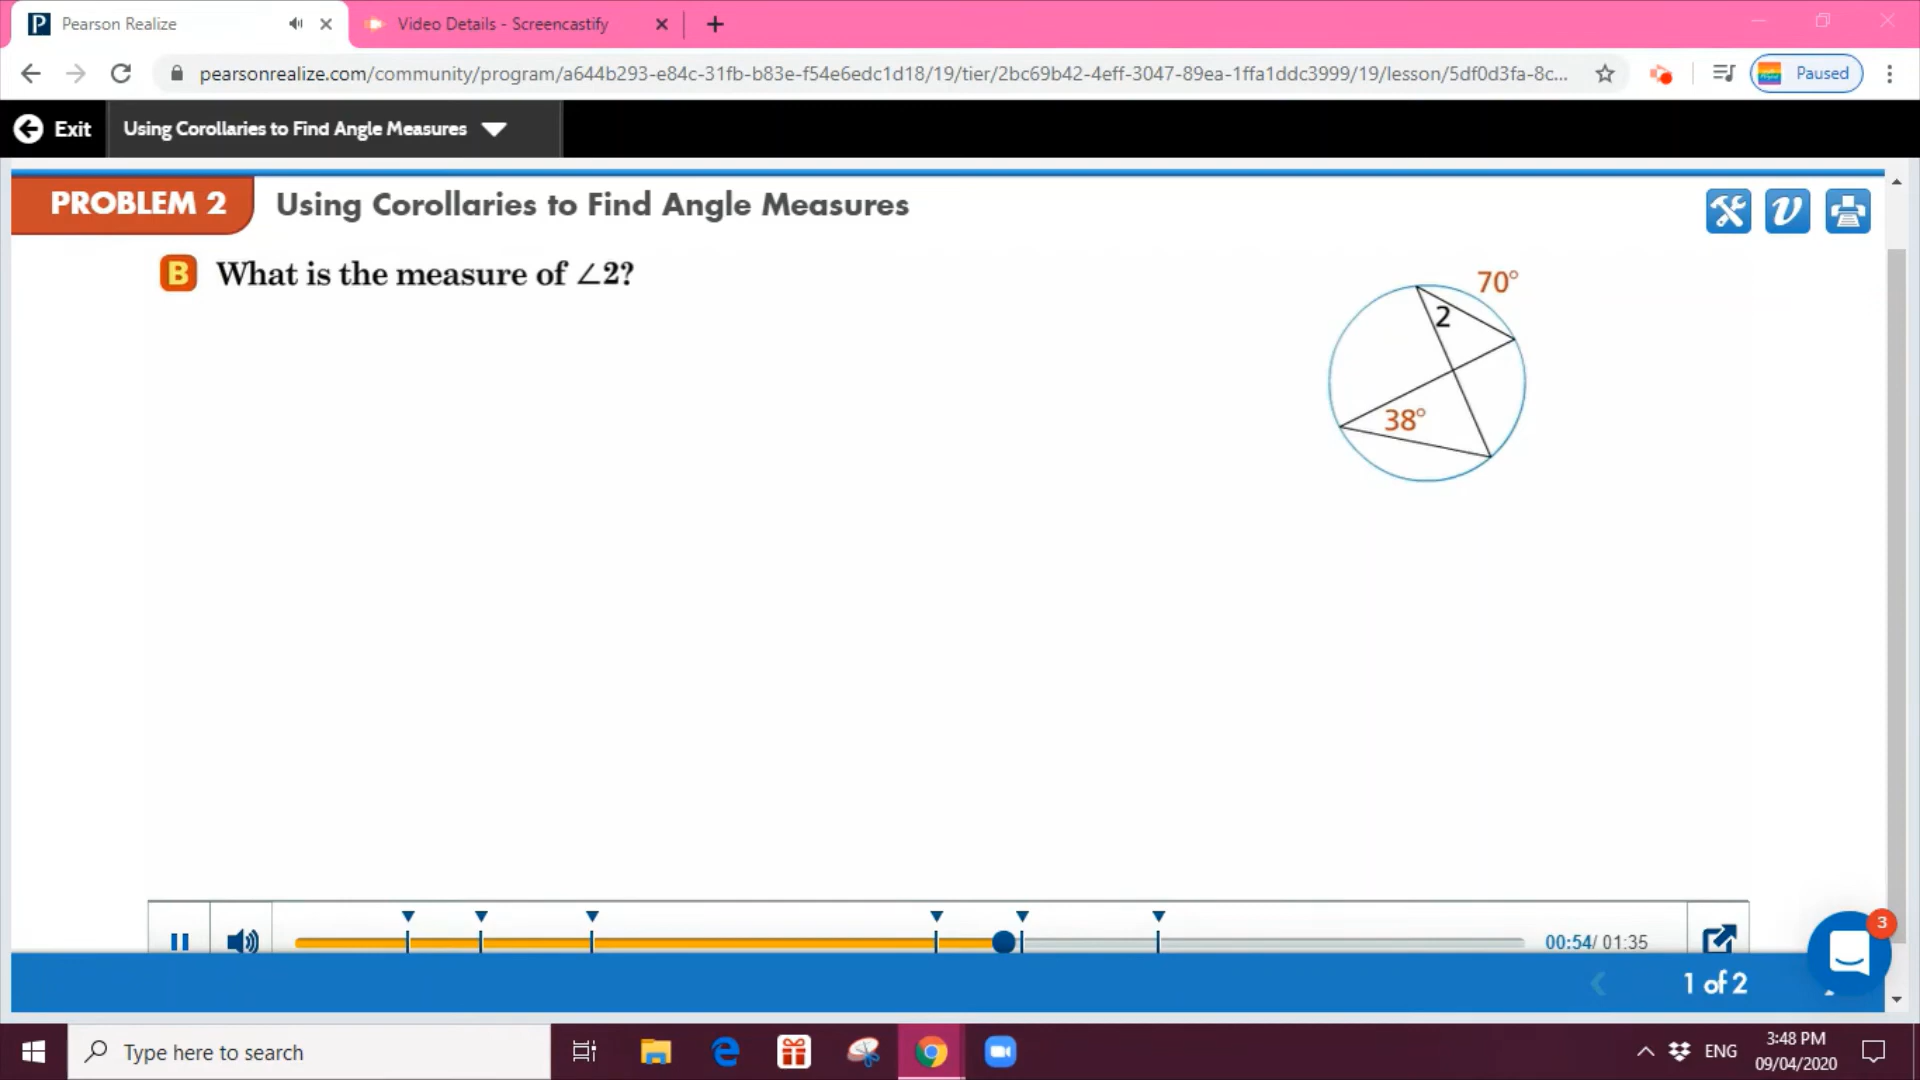 Pearson Realize
Video Details - Screencastify
pearsonrealize.com/community/program/a644b293-e84c-31fb-b83e-f54e6edc1d18/19/tier/2bc69b42-4eff-3047-89ea-1ffa1ddc3999/19/lesson/5df0d3fa-8c...
Paused
Exit
Using Corollaries to Find Angle Measures
PROBLEM 2
Using Corollaries to Find Angle Measures
B What is the measure of ∠2?
70°
2
38°
00:54/ 01:35
3
1 of 2
Type here to search
ENG
3:48 PM
09/04/2020